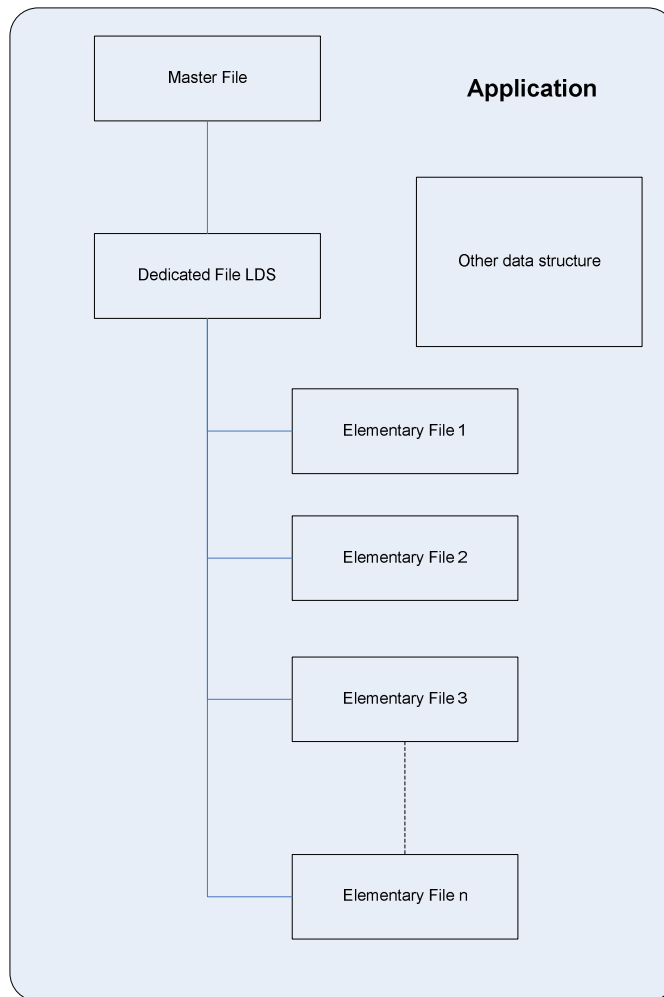 Master File
Application
Dedicated File LDS
Other data structure
Elementary File 1
Elementary File 2
Elementary File 3
Elementary File n